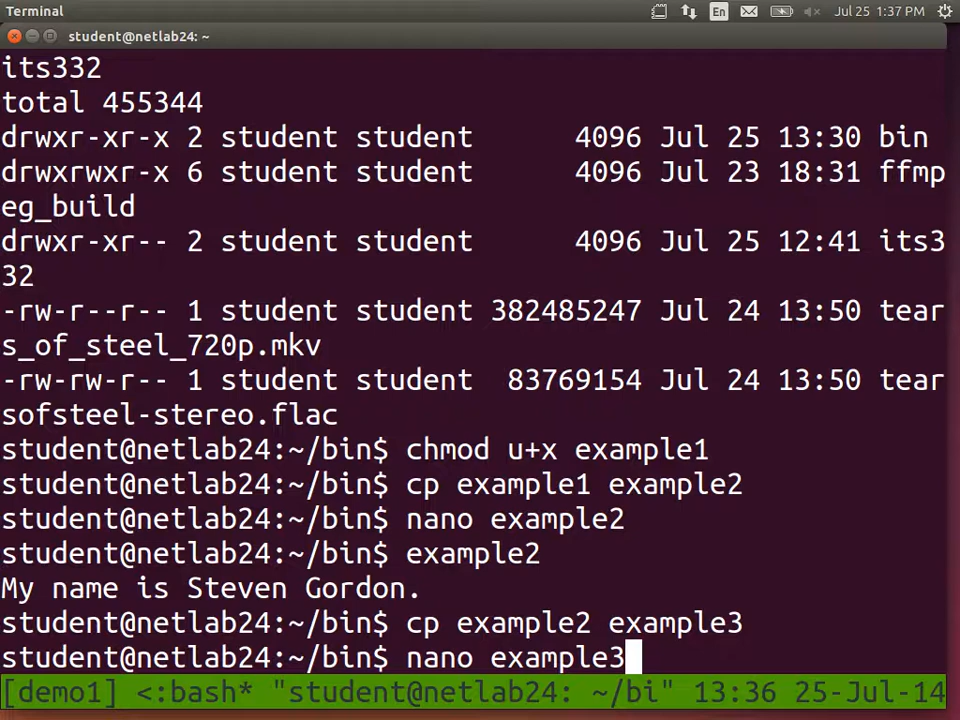 Terminal En Jul 25 1:37 PM
student@netlab24: ~
its332
total 455344
drwxr-xr-x 2 student student 4096 Jul 25 13:30 bin
drwxrwxr-x 6 student student 4096 Jul 23 18:31 ffmp
eg_build
drwxr-xr-- 2 student student 4096 Jul 25 12:41 its3
32
-rw-r--r-- 1 student student 382485247 Jul 24 13:50 tear
s_of_steel_720p.mkv
-rw-rw-r-- 1 student student 83769154 Jul 24 13:50 tear
sofsteel-stereo.flac
student@netlab24:~/bin$ chmod u+x example1
student@netlab24:~/bin$ cp example1 example2
student@netlab24:~/bin$ nano example2
student@netlab24:~/bin$ example2
My name is Steven Gordon.
student@netlab24:~/bin$ cp example2 example3
student@netlab24:~/bin$ nano example3
[demo1] <:bash* "student@netlab24: ~/bi" 13:36 25-Jul-14